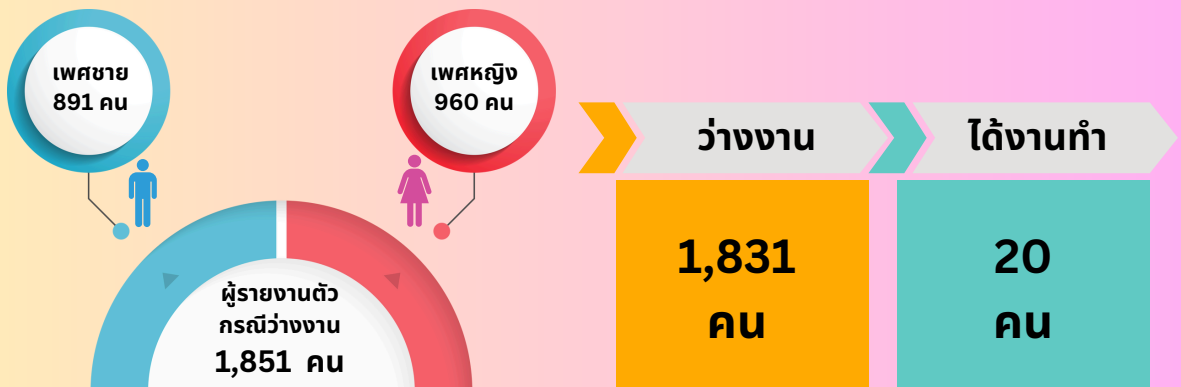 เพศชาย
891 คน
เพศหญิง
960 คน
ผู้รายงานตัว
กรณีว่างงาน
1,851 คน
ว่างงาน
ได้งานทำ
1,831
คน
20
คน